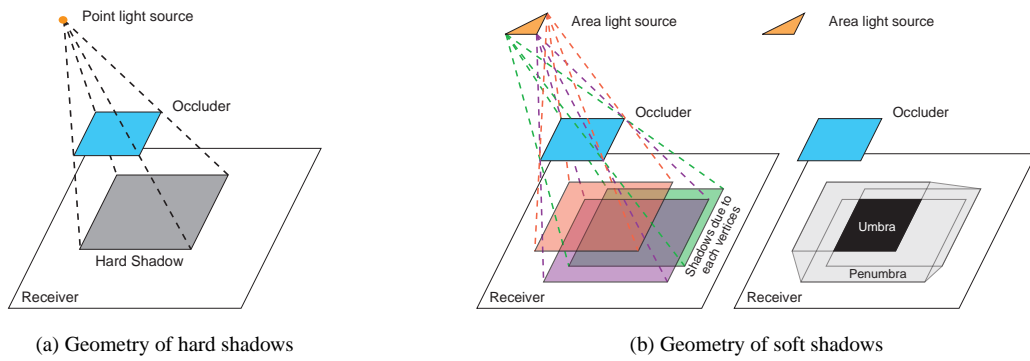 Point light source
Occluder
Hard Shadow
Receiver
(a) Geometry of hard shadows
Area light source
Occluder
Shadows due to
each vertices
Receiver
Area light source
Occluder
Umbra
Penumbra
Receiver
(b) Geometry of soft shadows